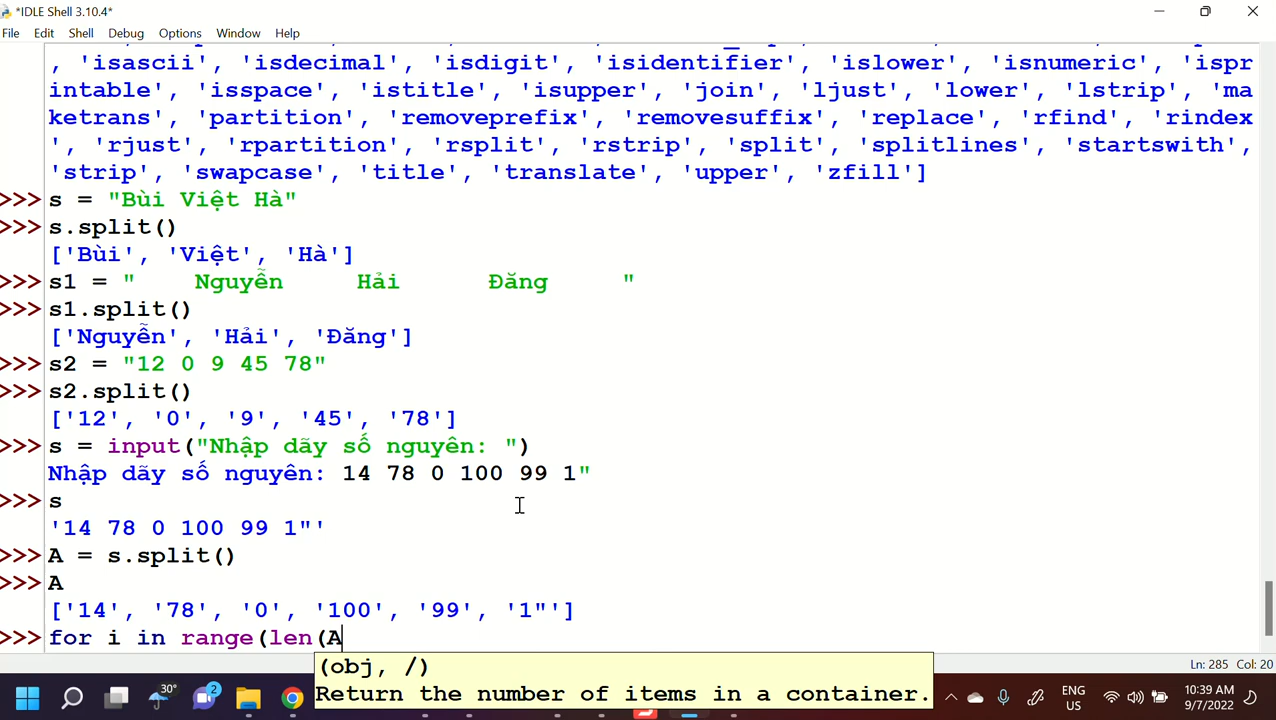 *IDLE Shell 3.10.4*
File Edit Shell Debug Options Window Help
, 'isascii', 'isdecimal', 'isdigit', 'isidentifier', 'islower', 'isnumeric', 'ispr
intable', 'isspace', 'istitle', 'isupper', 'join', 'ljust', 'lower', 'lstrip', 'ma
ketrans', 'partition', 'removeprefix', 'removesuffix', 'replace', 'rfind', 'rindex
', 'rjust', 'rpartition', 'rsplit', 'rstrip', 'split', 'splitlines', 'startswith',
'strip', 'swapcase', 'title', 'translate', 'upper', 'zfill']
>>> s = "Bùi Việt Hà"
>>> s.split()
['Bùi', 'Việt', 'Hà']
>>> s1 = "    Nguyễn     Hải      Đăng     "
>>> s1.split()
['Nguyễn', 'Hải', 'Đăng']
>>> s2 = "12 0 9 45 78"
>>> s2.split()
['12', '0', '9', '45', '78']
>>> s = input("Nhập dãy số nguyên: ")
Nhập dãy số nguyên: 14 78 0 100 99 1"
>>> s
'14 78 0 100 99 1"'
>>> A = s.split()
>>> A
['14', '78', '0', '100', '99', '1"']
>>> for i in range(len(A
(obj, /)
Return the number of items in a container.
Ln: 285 Col: 20
30°
2
ENG
US
10:39 AM
9/7/2022